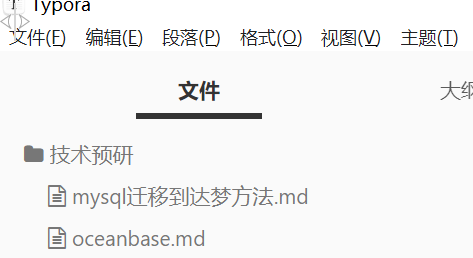 Typora
文件(F) 编辑(E) 段落(P) 格式(O) 视图(V) 主题(T)
文件 大纲
技术预研
mysql迁移到达梦方法.md
oceanbase.md